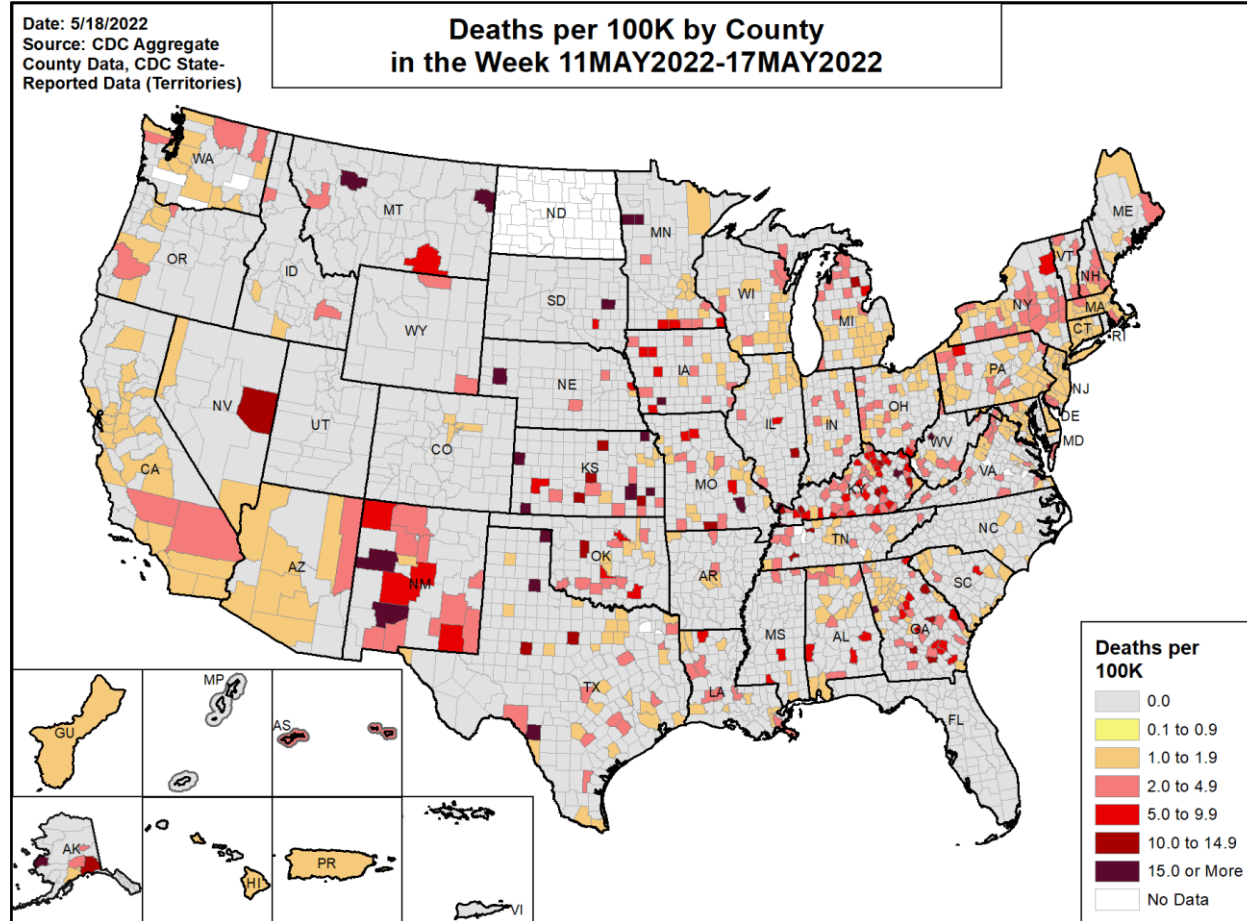 Date: 5/18/2022
Source: CDC Aggregate
County Data, CDC State-
Reported Data (Territories)
Deaths per 100K by County
in the Week 11MAY2022-17MAY2022
WA
MT
ND
MN
ME
OR
ID
SD
WI
VT
NH
NY
MA
MI
CT
RI
WY
IA
PA
NE
NJ
NV
OH
UT
IL
IN
DE
CO
MD
WV
CA
KS
MO
VA
KY
NC
AZ
NM
OK
TN
AR
SC
MS
AL
GA
TX
LA
FL
MP
AS
GU
AK
HI
PR
VI
Deaths per
100K
0.0
0.1 to 0.9
1.0 to 1.9
2.0 to 4.9
5.0 to 9.9
10.0 to 14.9
15.0 or More
No Data